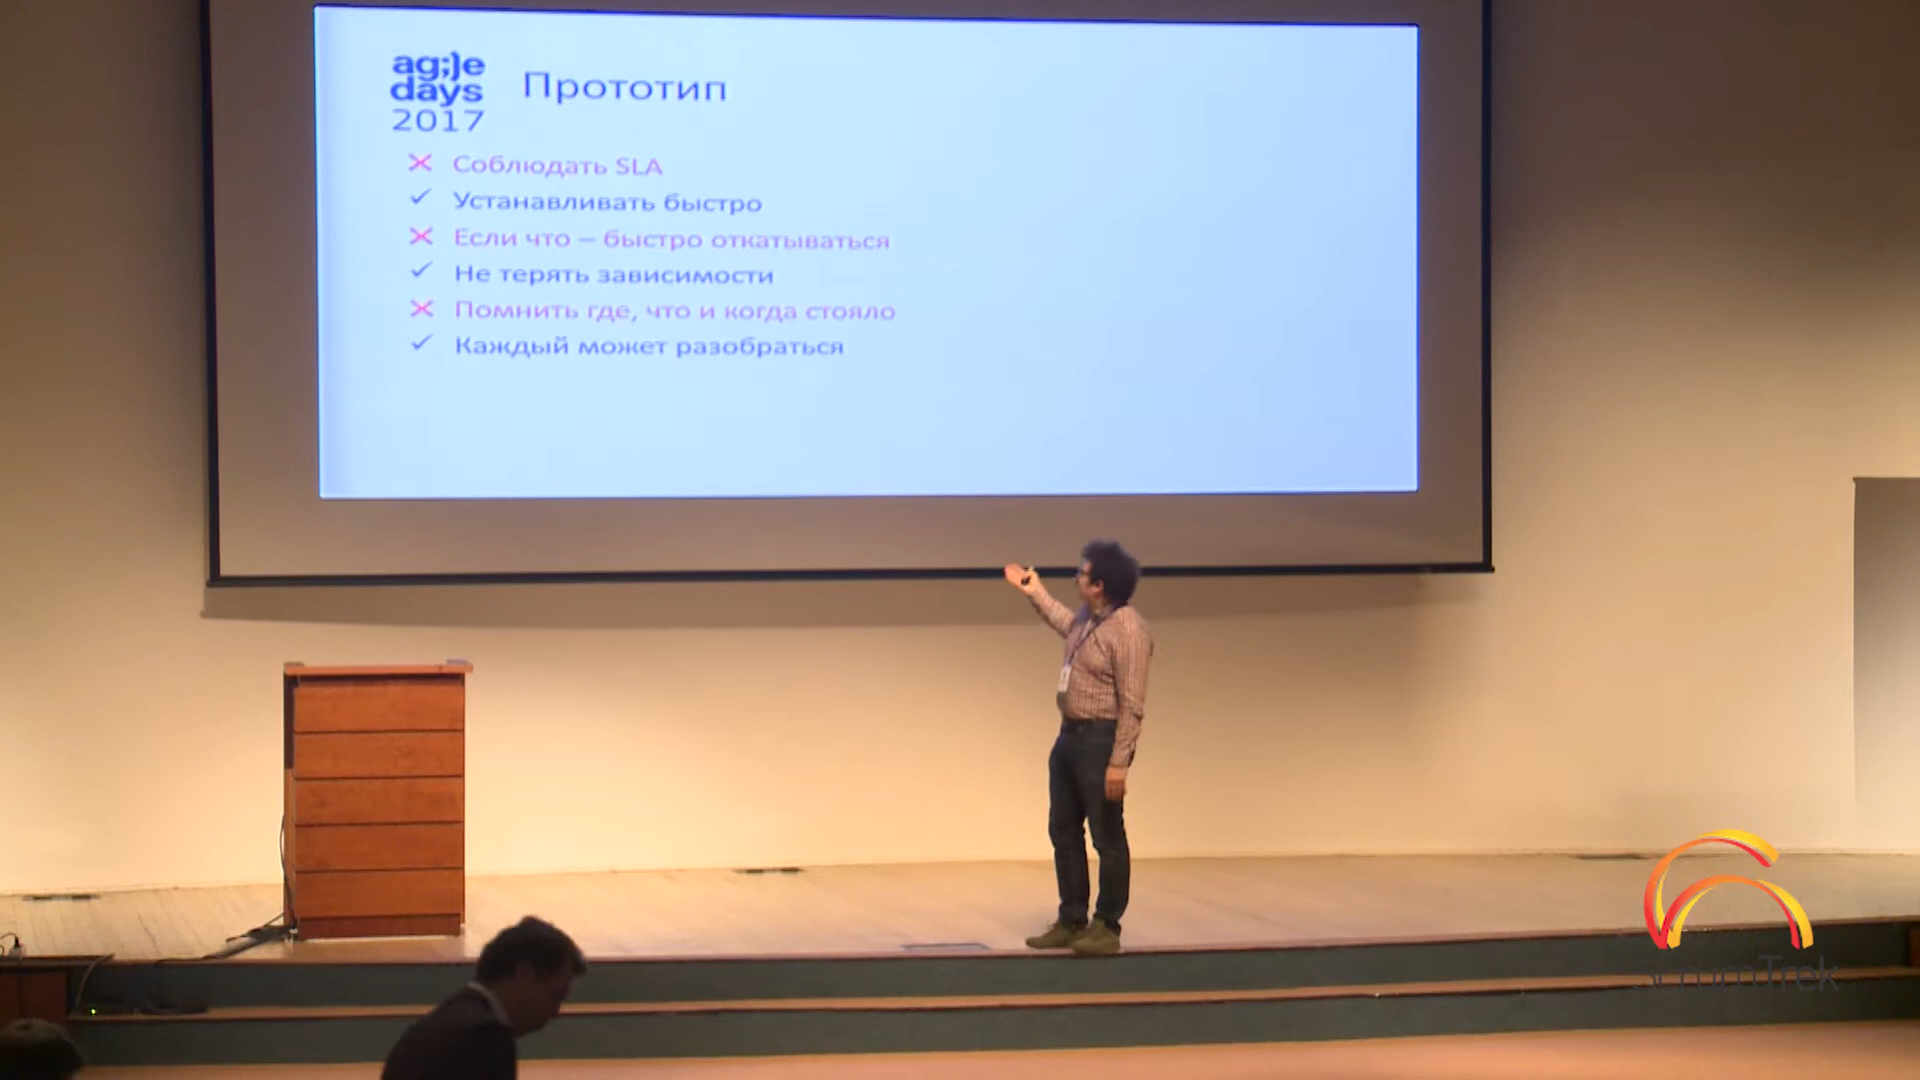 ag;)e
days
2017
Прототип
Соблюдать SLA
Устанавливать быстро
Если что – быстро откатываться
Не терять зависимости
Помнить где, что и когда стояло
Каждый может разобраться
ScrumTrek